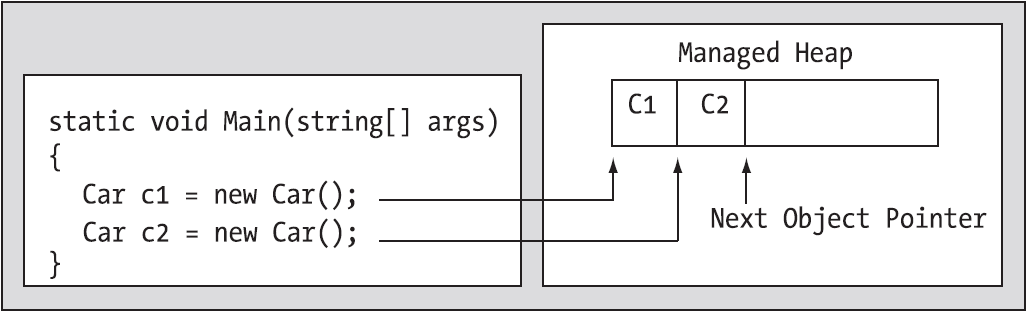 static void Main(string[] args)
{
Car c1 = new Car();
Car c2 = new Car();
}
Managed Heap
C1 C2
Next Object Pointer